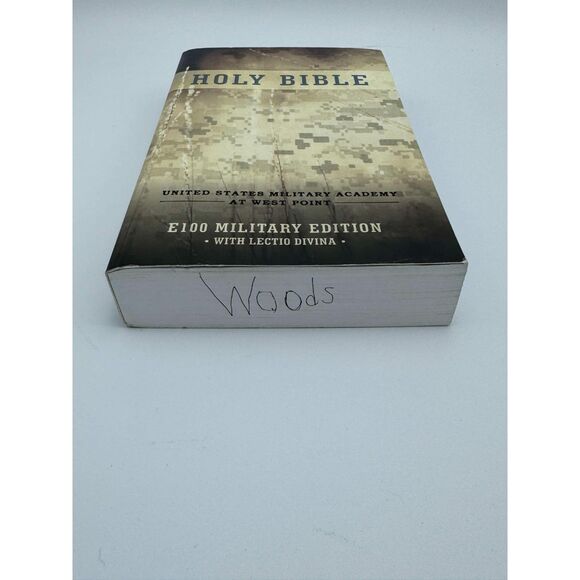 HOLY BIBLE
UNITED STATES MILITARY ACADEMY
AT WEST POINT
E100 MILITARY EDITION
• WITH LECTIO DIVINA •
Woods